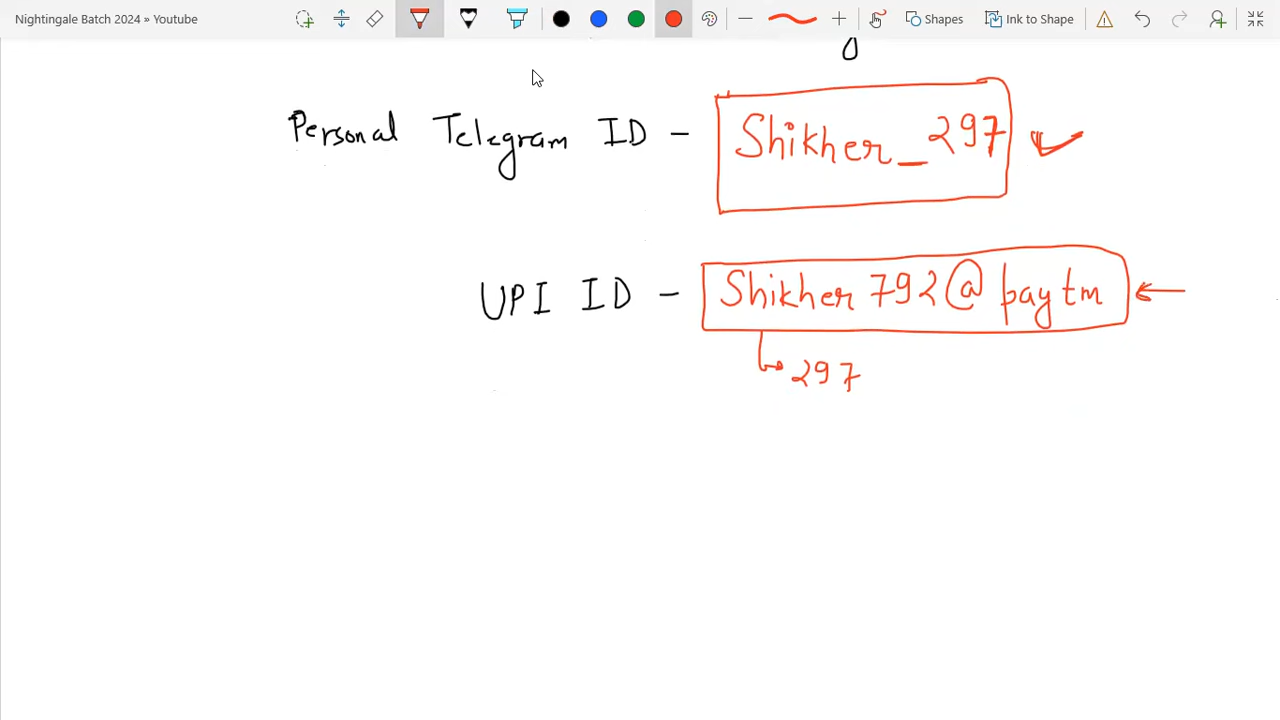 Nightingale Batch 2024 » Youtube
Shapes
Ink to Shape
Personal Telegram ID - Shikher_297
UPI ID - Shikher792@paytm
297